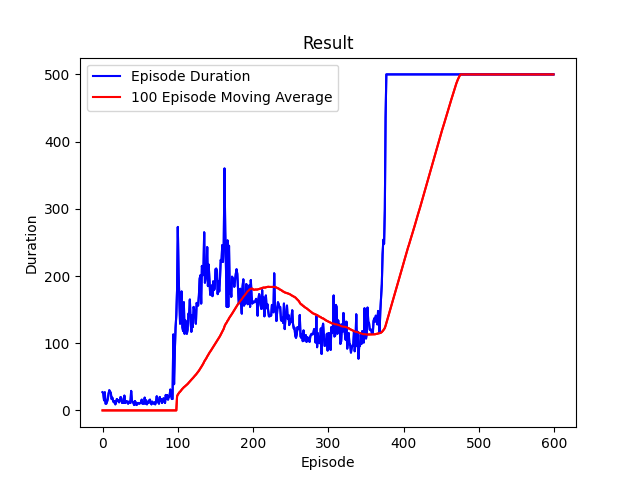 Result
Episode Duration
100 Episode Moving Average
500
400
300
200
100
0
Duration
0 100 200 300 400 500 600
Episode